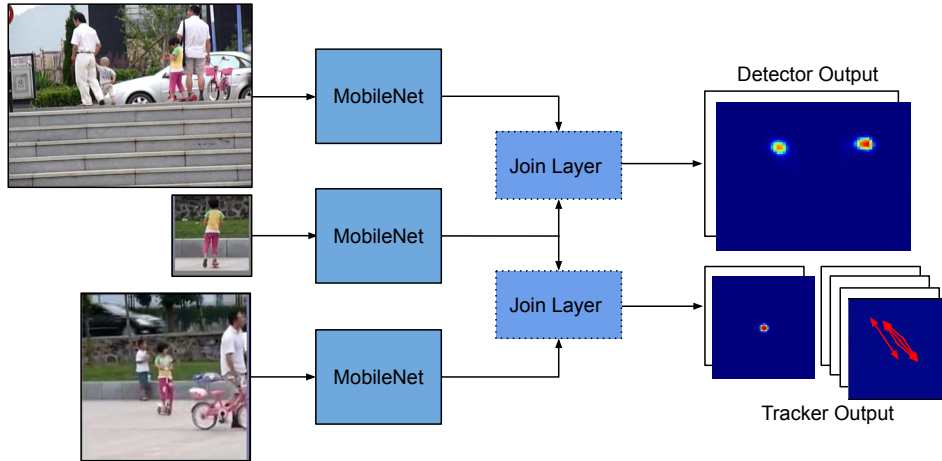 Detector Output
MobileNet
Join Layer
MobileNet
Join Layer
MobileNet
Tracker Output